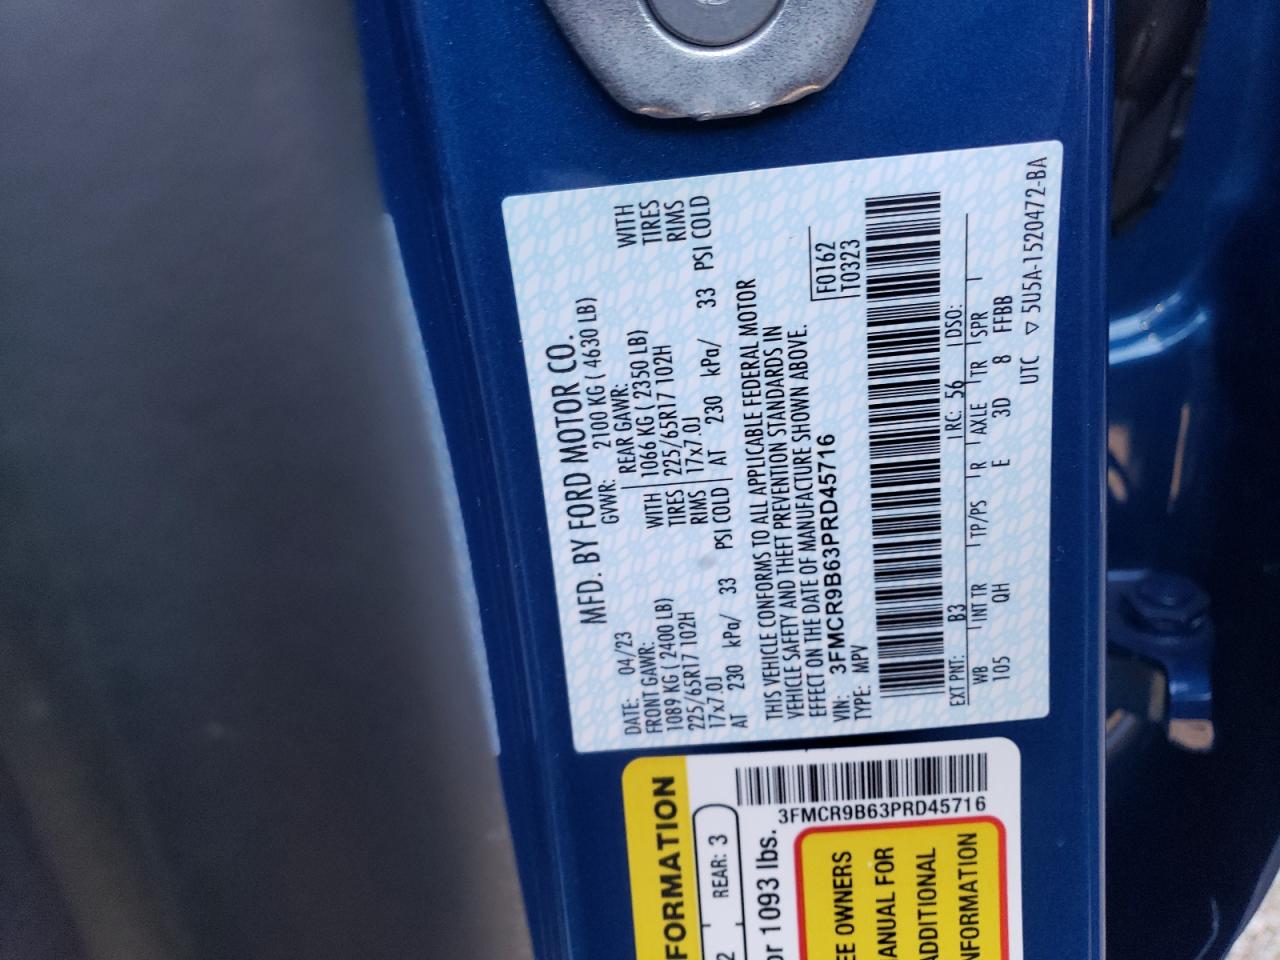 MFD. BY FORD MOTOR CO.
DATE: 04/23 GVWR: 2100 KG ( 4630 LB)
FRONT GAWR: REAR GAWR:
1089 KG ( 2400 LB) WITH 1066 KG ( 2350 LB) WITH
225/65R17 102H TIRES 225/65R17 102H TIRES
17x7.0J RIMS 17x7.0J RIMS
AT 230 kPa/ 33 PSI COLD AT 230 kPa/ 33 PSI COLD
THIS VEHICLE CONFORMS TO ALL APPLICABLE FEDERAL MOTOR
VEHICLE SAFETY AND THEFT PREVENTION STANDARDS IN
EFFECT ON THE DATE OF MANUFACTURE SHOWN ABOVE.
VIN: 3FMCR9B63PRD45716 F0162
TYPE: MPV T0323
EXT PNT: B3 RC: 56 DSO:
WB INT TR TP/PS R AXLE TR SPR
105 QH E 3D 8 FFBB
UTC ▽ 5U5A-1520472-BA
FORMATION
REAR: 3
2
or 1093 lbs.
3FMCR9B63PRD45716
EE OWNERS
ANUAL FOR
ADDITIONAL
NFORMATION